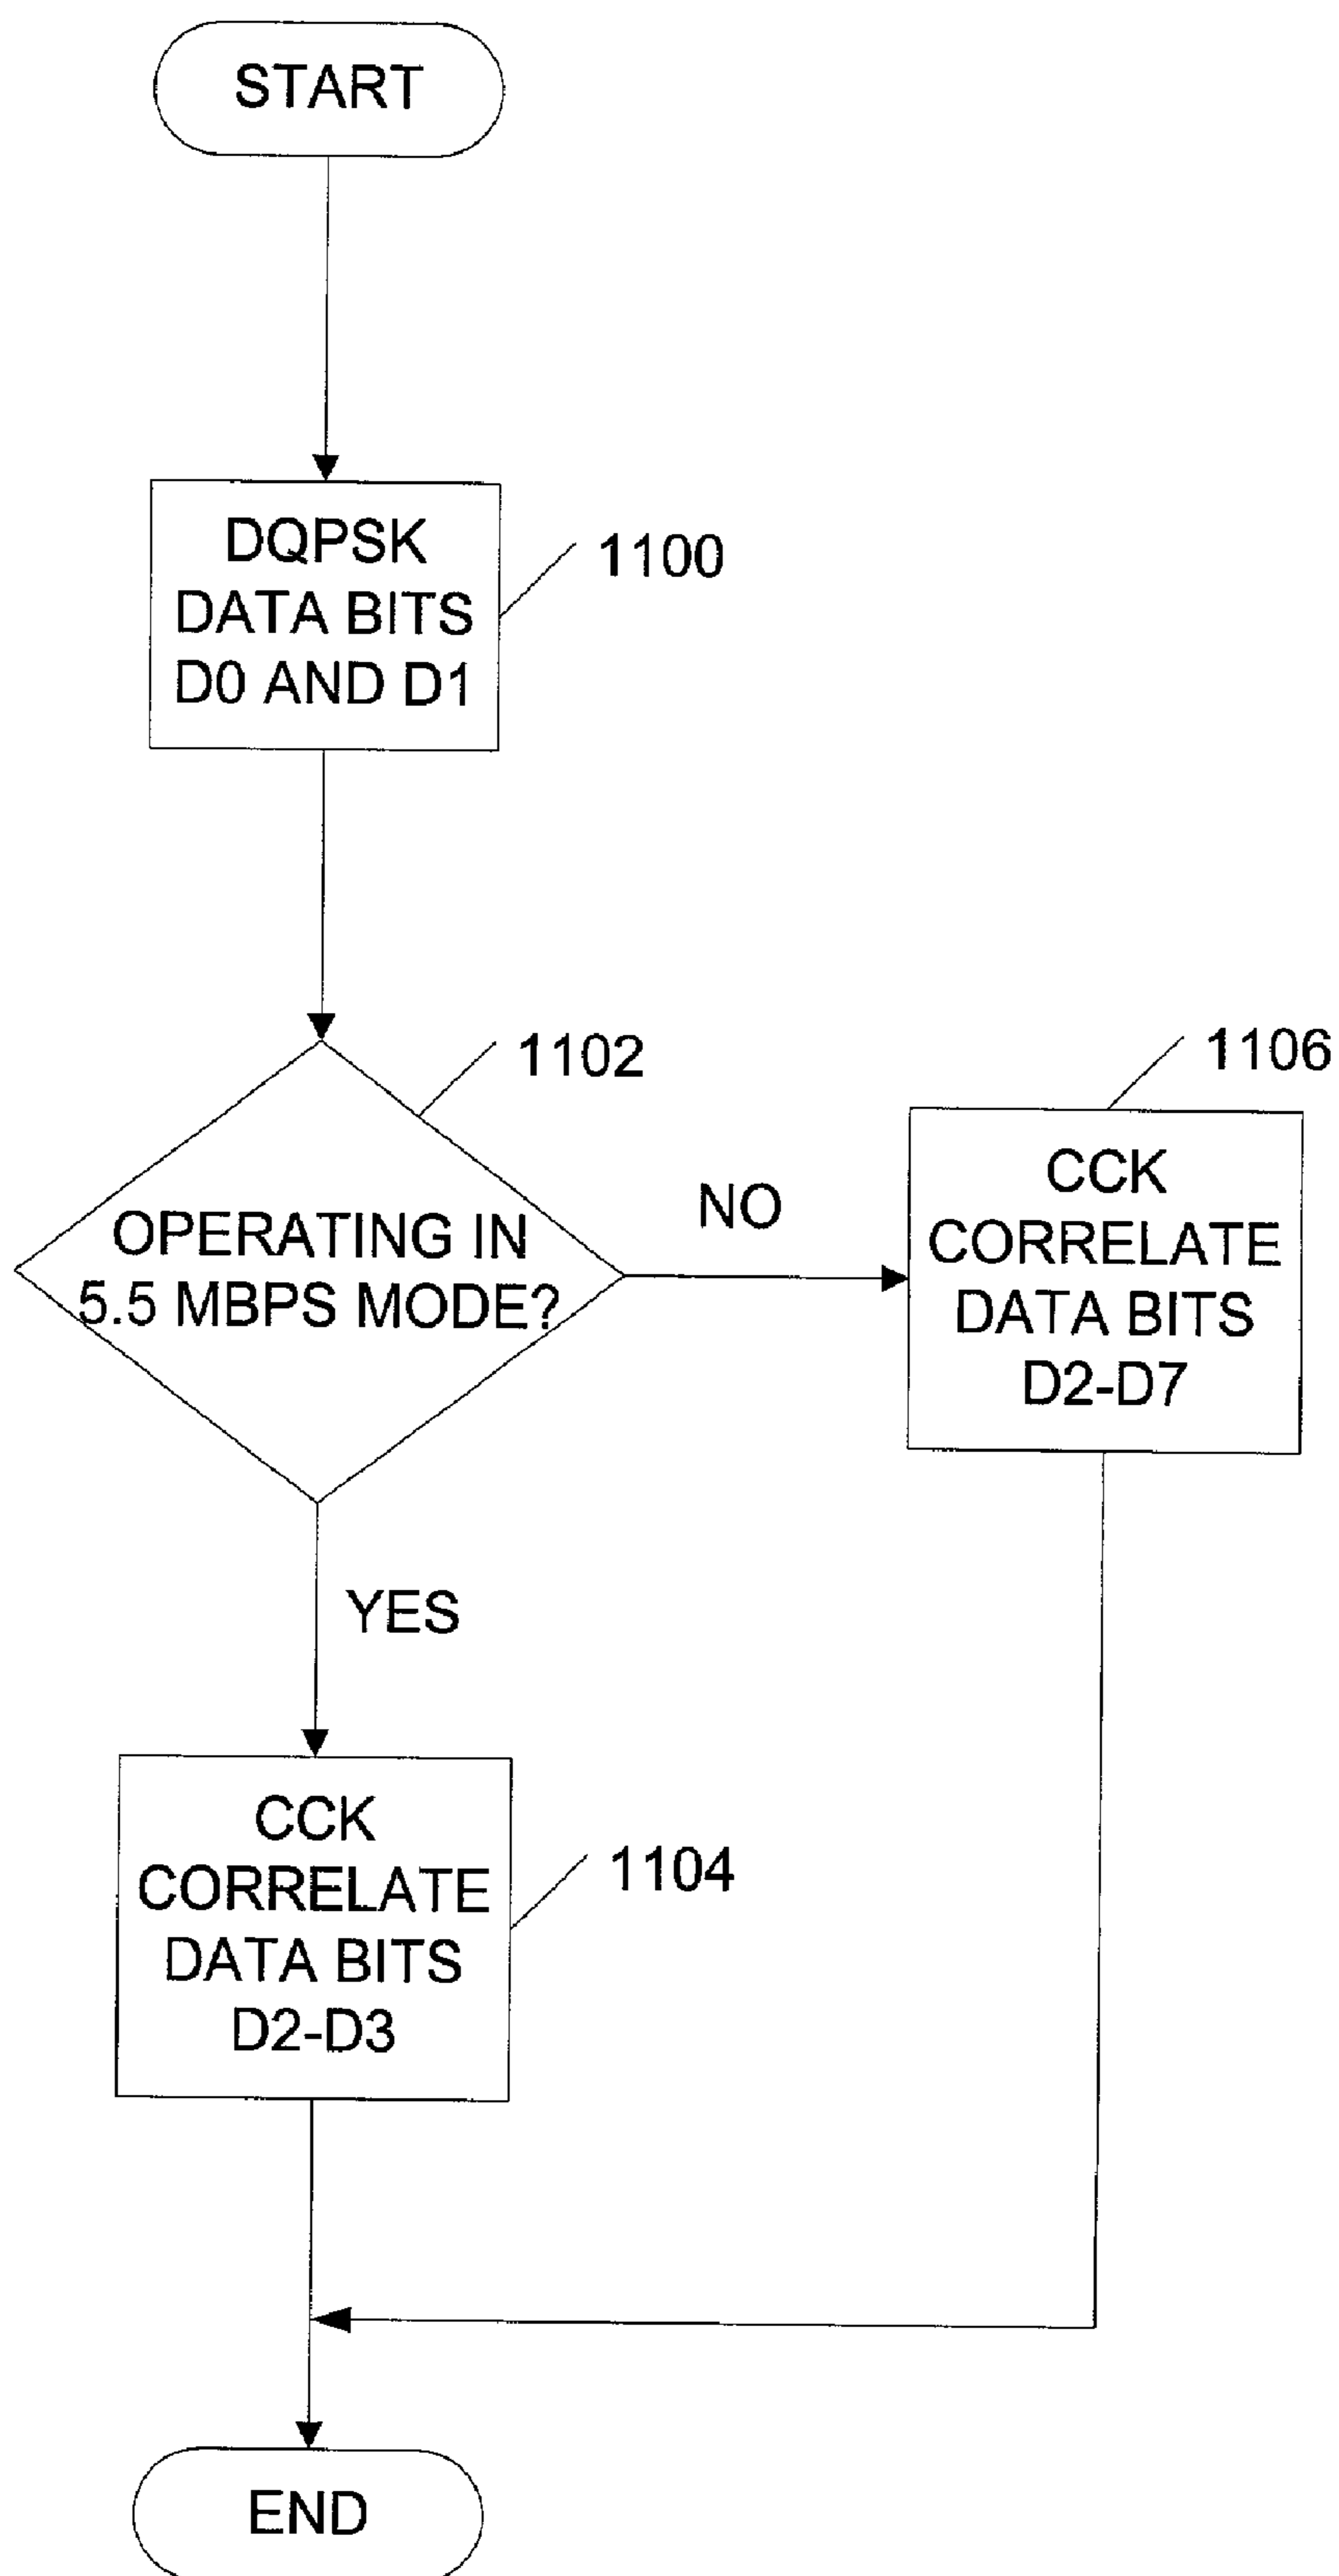 START
DQPSK
DATA BITS
D0 AND D1
1100
1102
OPERATING IN
5.5 MBPS MODE?
NO
1106
CCK
CORRELATE
DATA BITS
D2-D7
YES
CCK
CORRELATE
DATA BITS
D2-D3
1104
END